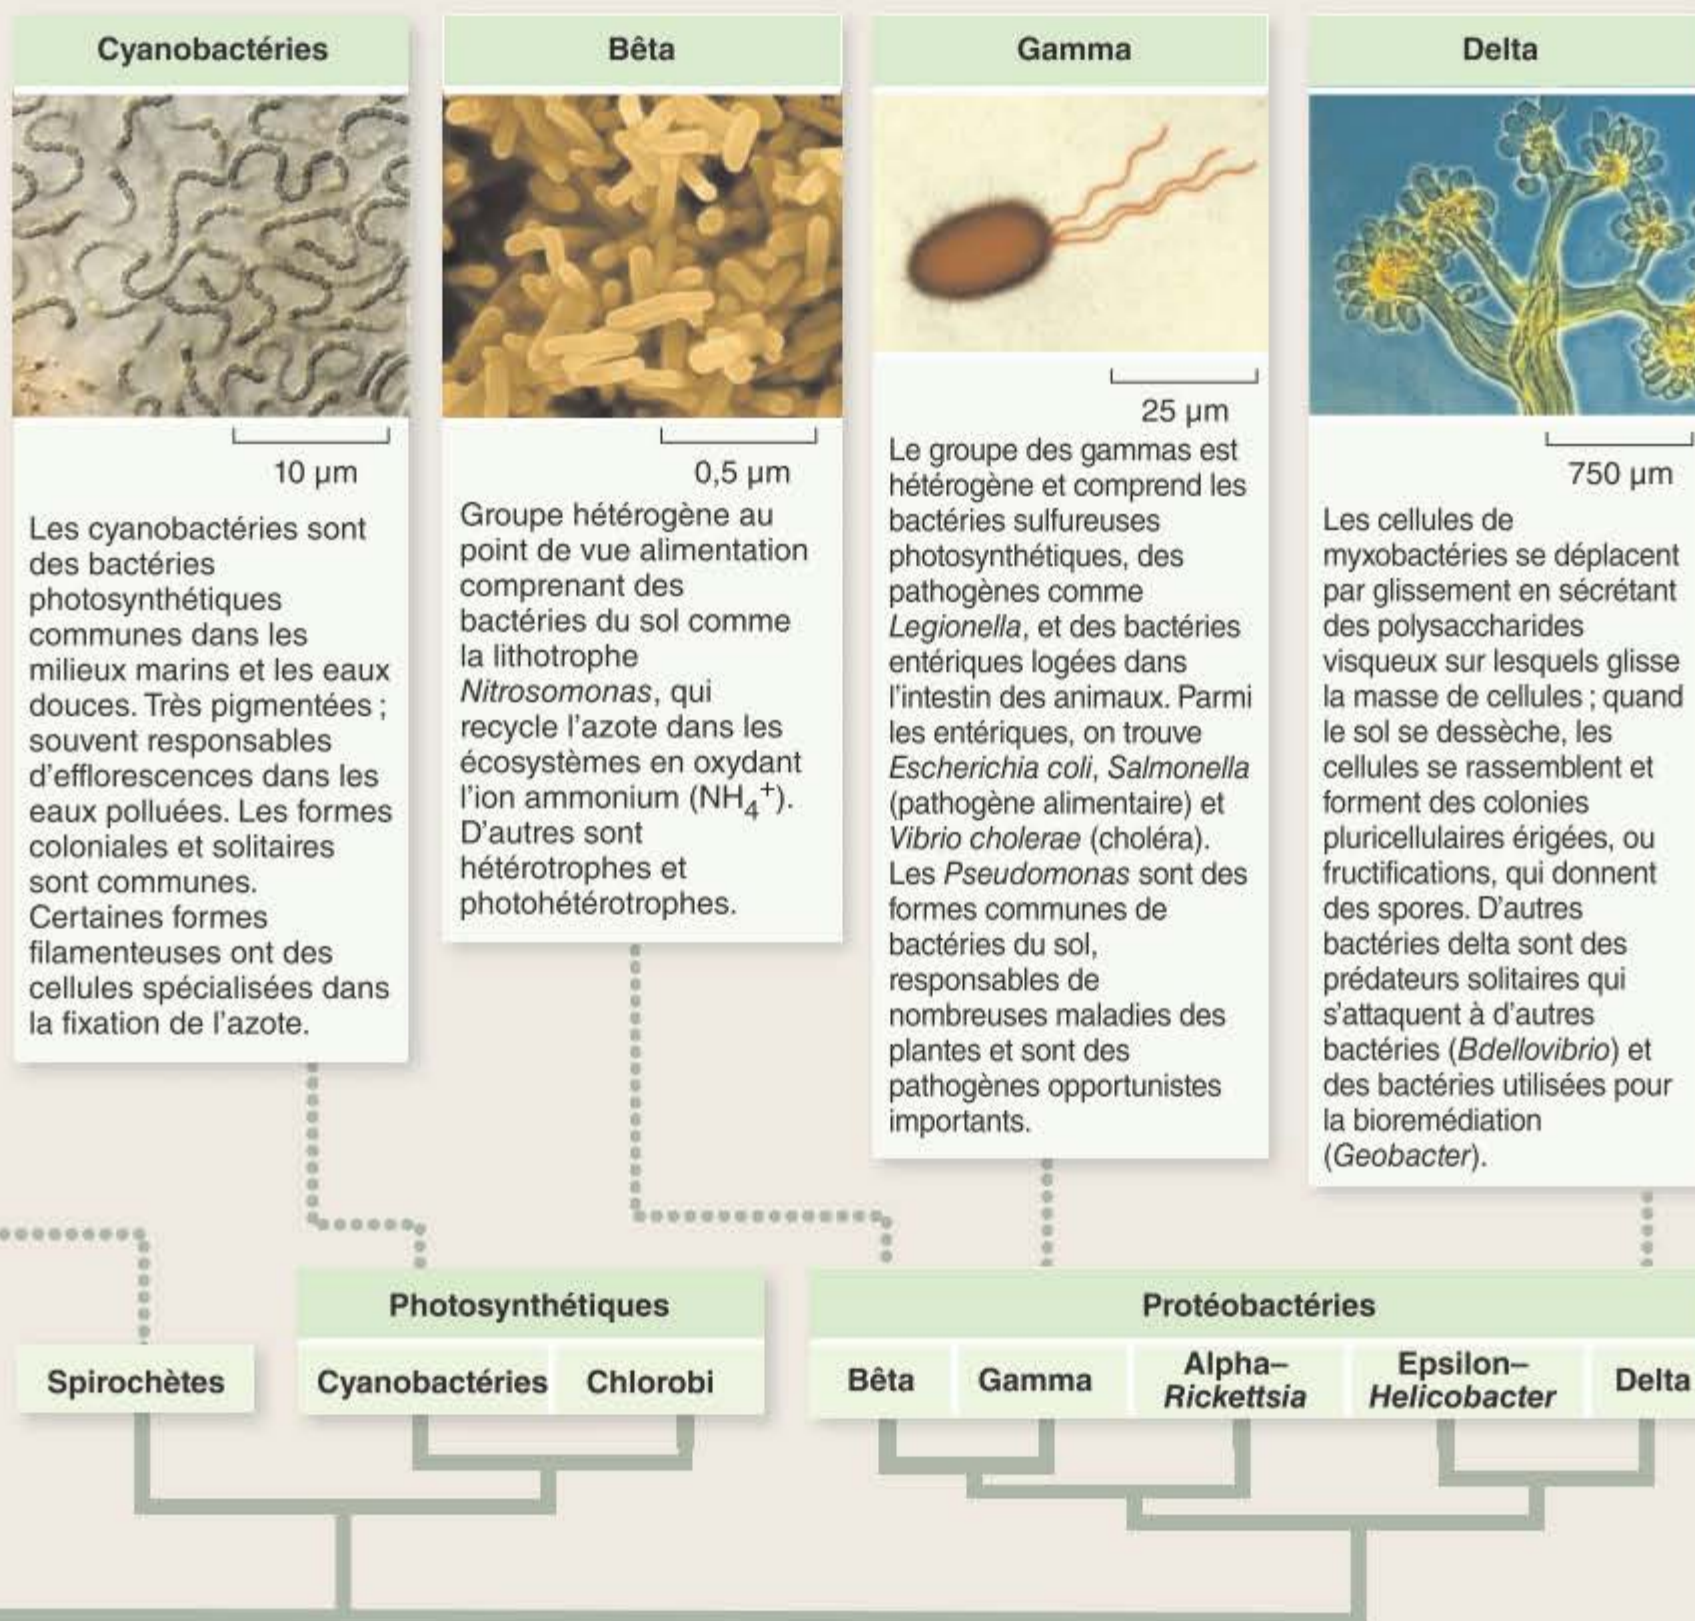 Cyanobactéries
10 µm
Les cyanobactéries sont
des bactéries
photosynthétiques
communes dans les
milieux marins et les eaux
douces. Très pigmentées ;
souvent responsables
d'efflorescences dans les
eaux polluées. Les formes
coloniales et solitaires
sont communes.
Certaines formes
filamenteuses ont des
cellules spécialisées dans
la fixation de l'azote.
Bêta
0,5 µm
Groupe hétérogène au
point de vue alimentation
comprenant des
bactéries du sol comme
la lithotrophe
Nitrosomonas, qui
recycle l'azote dans les
écosystèmes en oxydant
l'ion ammonium (NH₄⁺).
D'autres sont
hétérotrophes et
photohétérotrophes.
Gamma
25 µm
Le groupe des gammas est
hétérogène et comprend les
bactéries sulfureuses
photosynthétiques, des
pathogènes comme
Legionella, et des bactéries
entériques logées dans
l'intestin des animaux. Parmi
les entériques, on trouve
Escherichia coli, Salmonella
(pathogène alimentaire) et
Vibrio cholerae (choléra).
Les Pseudomonas sont des
formes communes de
bactéries du sol,
responsables de
nombreuses maladies des
plantes et sont des
pathogènes opportunistes
importants.
Delta
750 µm
Les cellules de
myxobactéries se déplacent
par glissement en sécrétant
des polysaccharides
visqueux sur lesquels glisse
la masse de cellules ; quand
le sol se dessèche, les
cellules se rassemblent et
forment des colonies
pluricellulaires érigées, ou
fructifications, qui donnent
des spores. D'autres
bactéries delta sont des
prédateurs solitaires qui
s'attaquent à d'autres
bactéries (Bdellovibrio) et
des bactéries utilisées pour
la bioremédiation
(Geobacter).
Spirochètes
Photosynthétiques
Cyanobactéries
Chlorobi
Protéobactéries
Bêta
Gamma
Alpha–
Rickettsia
Epsilon–
Helicobacter
Delta